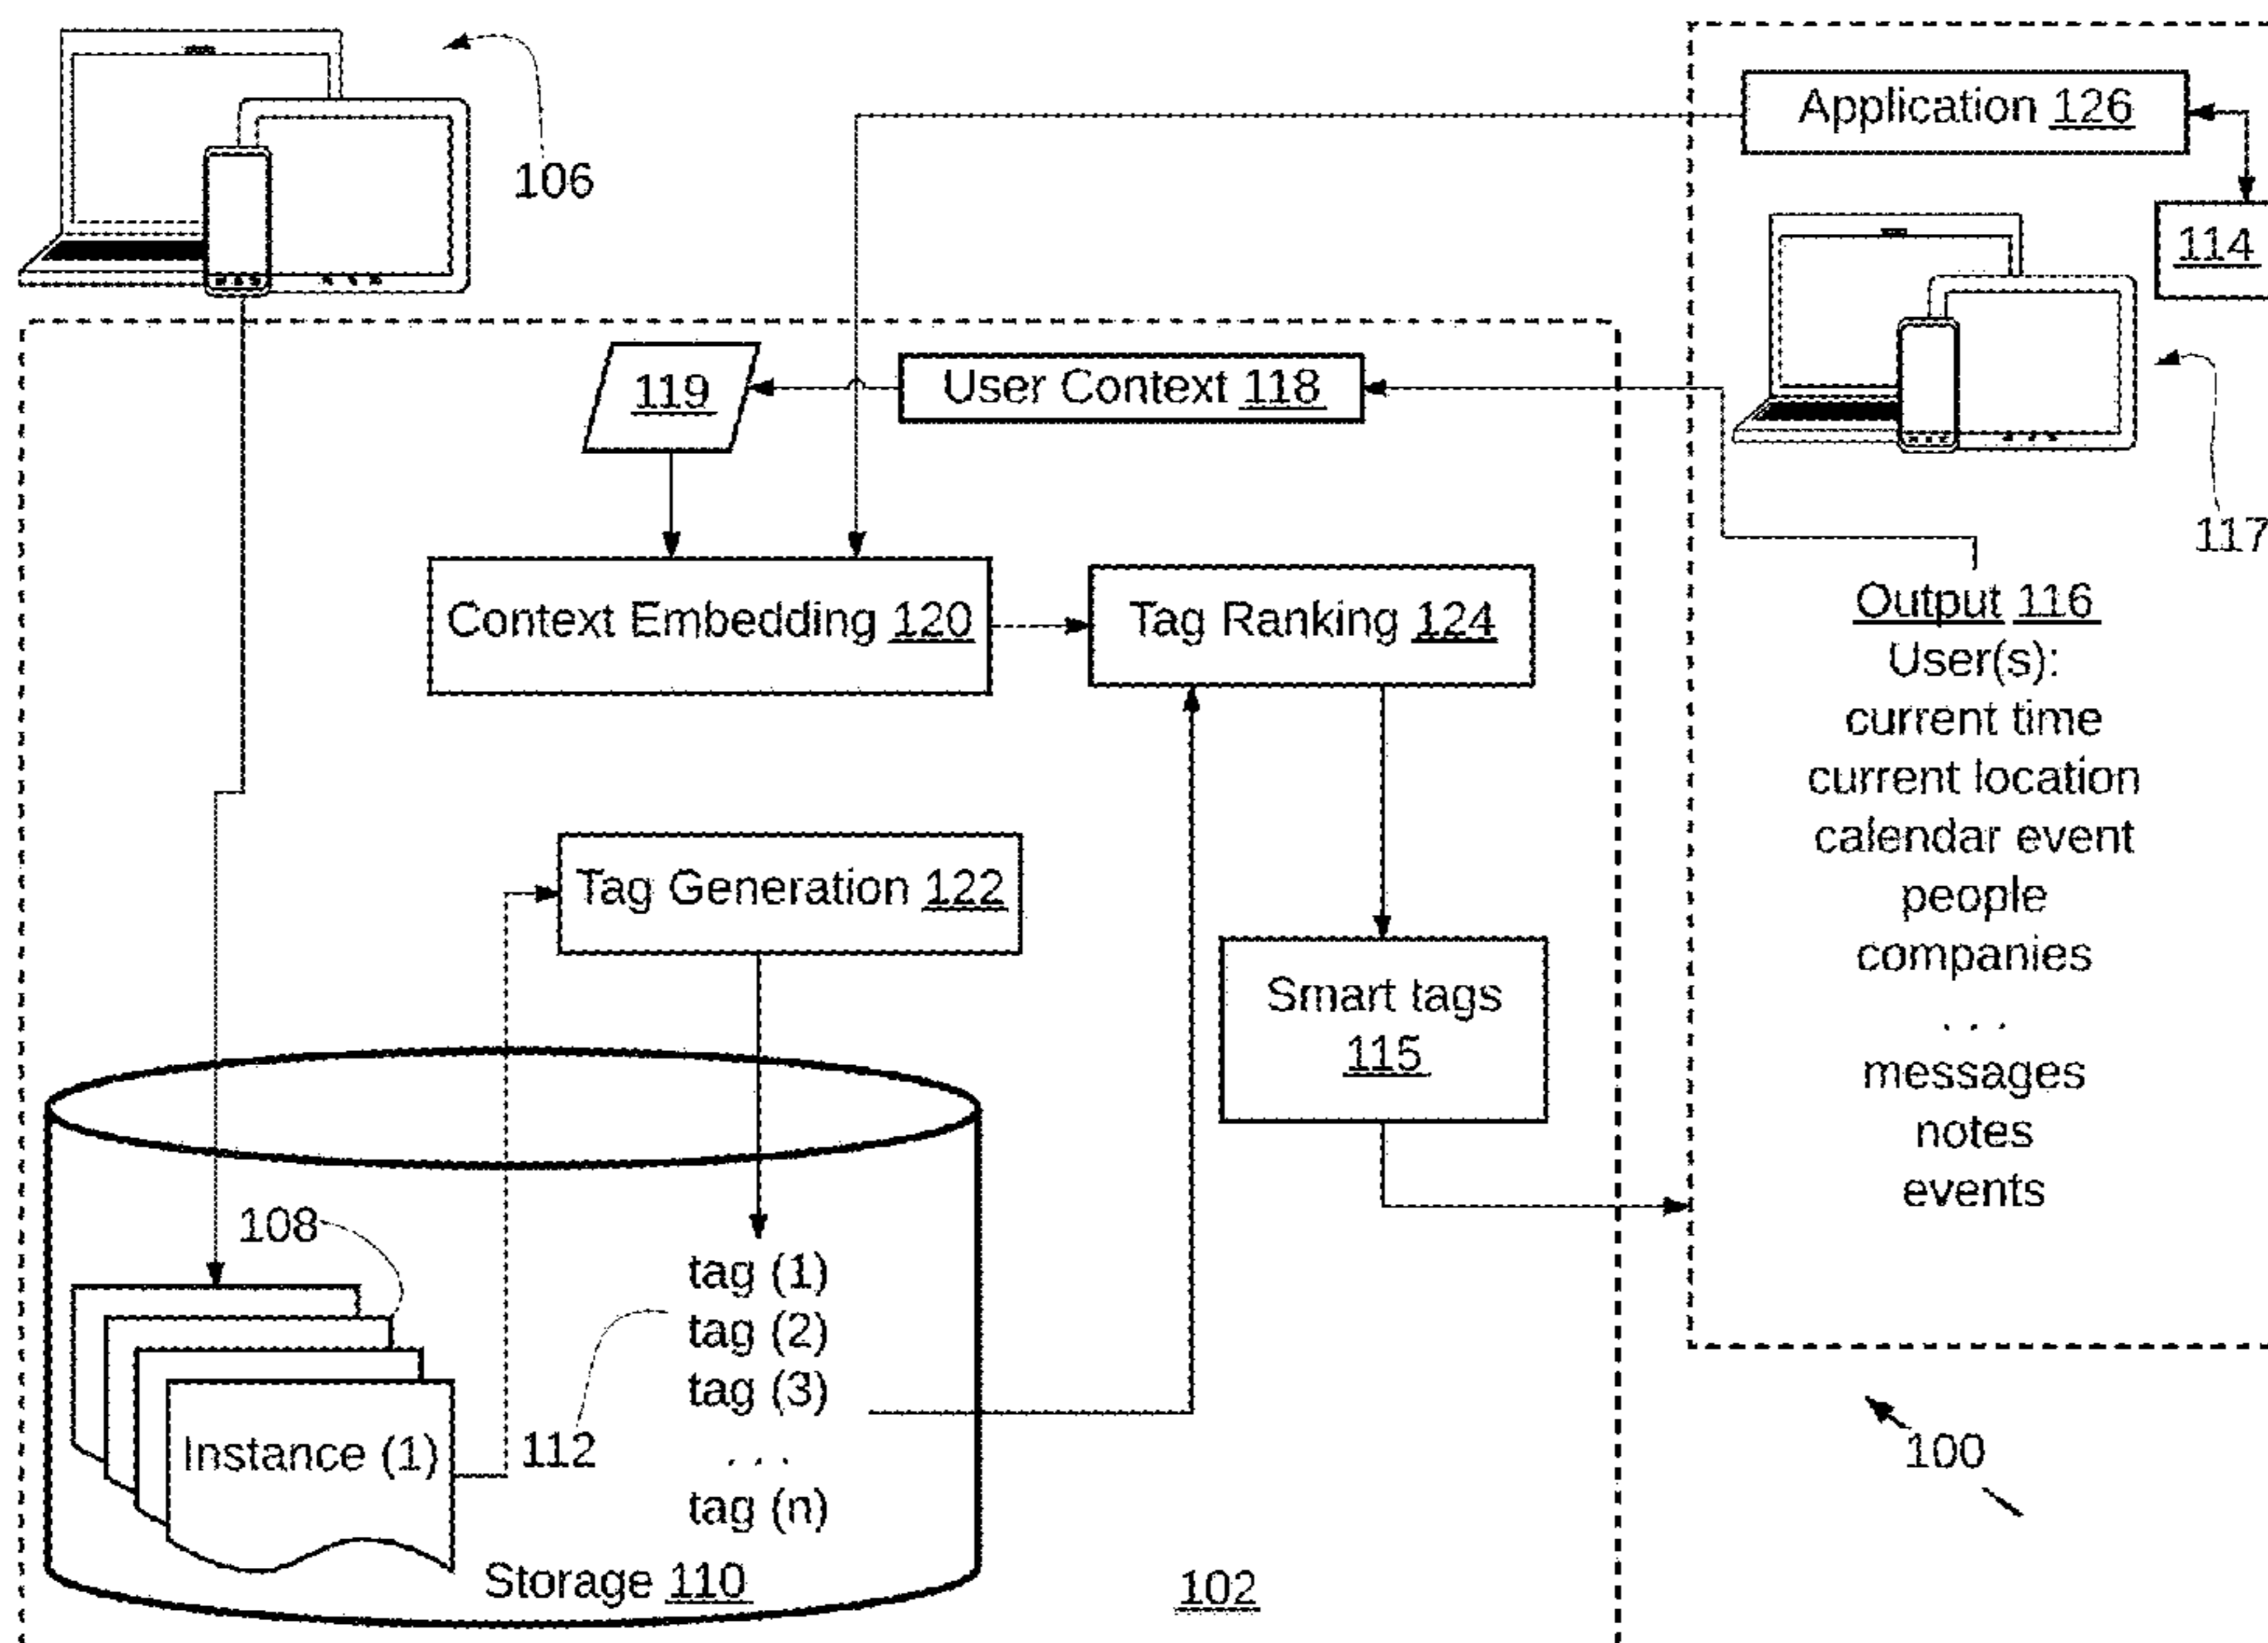 106
Application 126
114
119
User Context 118
117
Context Embedding 120
Tag Ranking 124
Output 116
User(s):
current time
current location
calendar event
people
companies
. . .
messages
notes
events
Tag Generation 122
Smart tags
115
108
tag (1)
tag (2)
tag (3)
. . .
tag (n)
112
Instance (1)
Storage 110
102
100